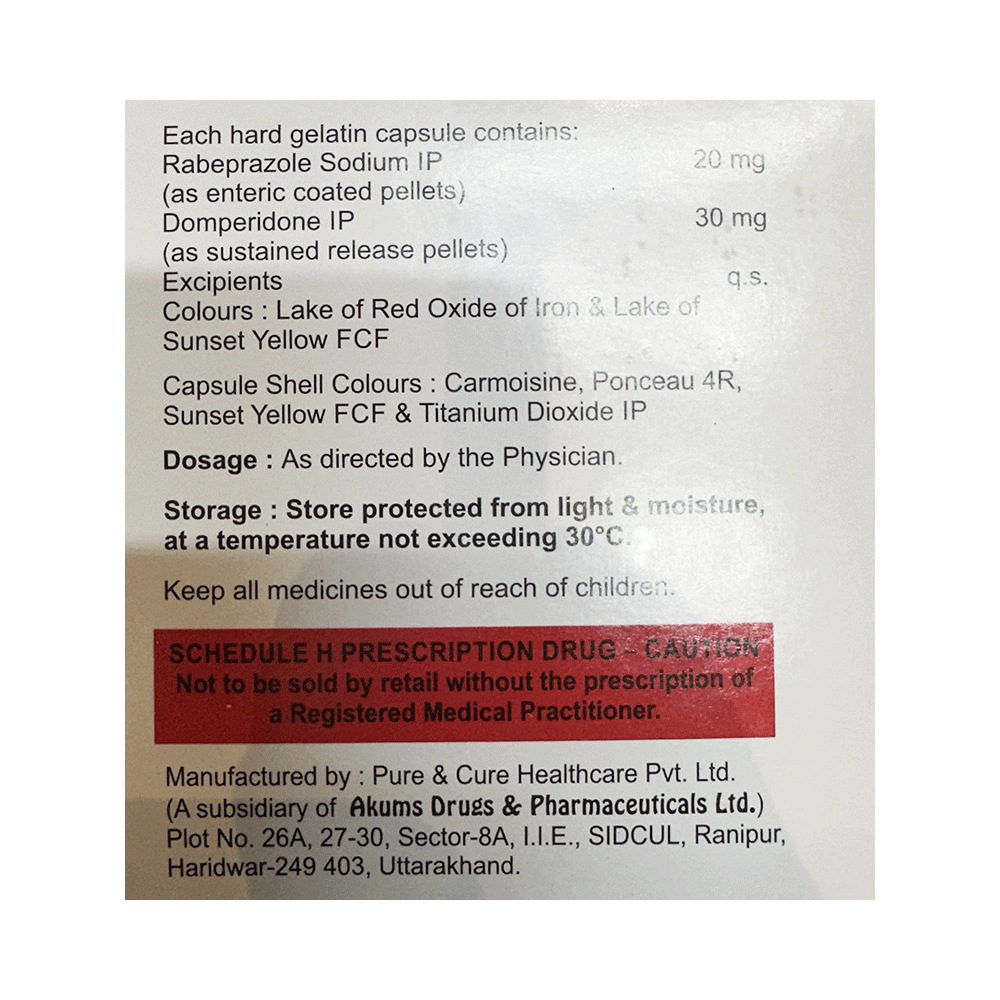 Each hard gelatin capsule contains:
Rabeprazole Sodium IP 20 mg
(as enteric coated pellets)
Domperidone IP 30 mg
(as sustained release pellets)
Excipients q.s.
Colours : Lake of Red Oxide of Iron & Lake of
Sunset Yellow FCF
Capsule Shell Colours : Carmoisine, Ponceau 4R,
Sunset Yellow FCF & Titanium Dioxide IP
Dosage : As directed by the Physician.
Storage : Store protected from light & moisture,
at a temperature not exceeding 30°C.
Keep all medicines out of reach of children.
SCHEDULE H PRESCRIPTION DRUG – CAUTION
Not to be sold by retail without the prescription of
a Registered Medical Practitioner.
Manufactured by : Pure & Cure Healthcare Pvt. Ltd.
(A subsidiary of Akums Drugs & Pharmaceuticals Ltd.)
Plot No. 26A, 27-30, Sector-8A, I.I.E., SIDCUL, Ranipur,
Haridwar-249 403, Uttarakhand.